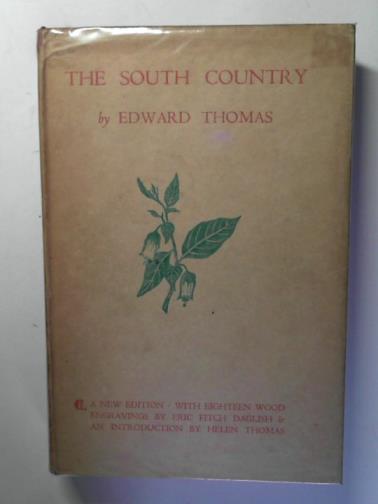 THE SOUTH COUNTRY
by EDWARD THOMAS
A NEW EDITION · WITH EIGHTEEN WOOD
ENGRAVINGS BY ERIC FITCH DAGLISH &
AN INTRODUCTION BY HELEN THOMAS